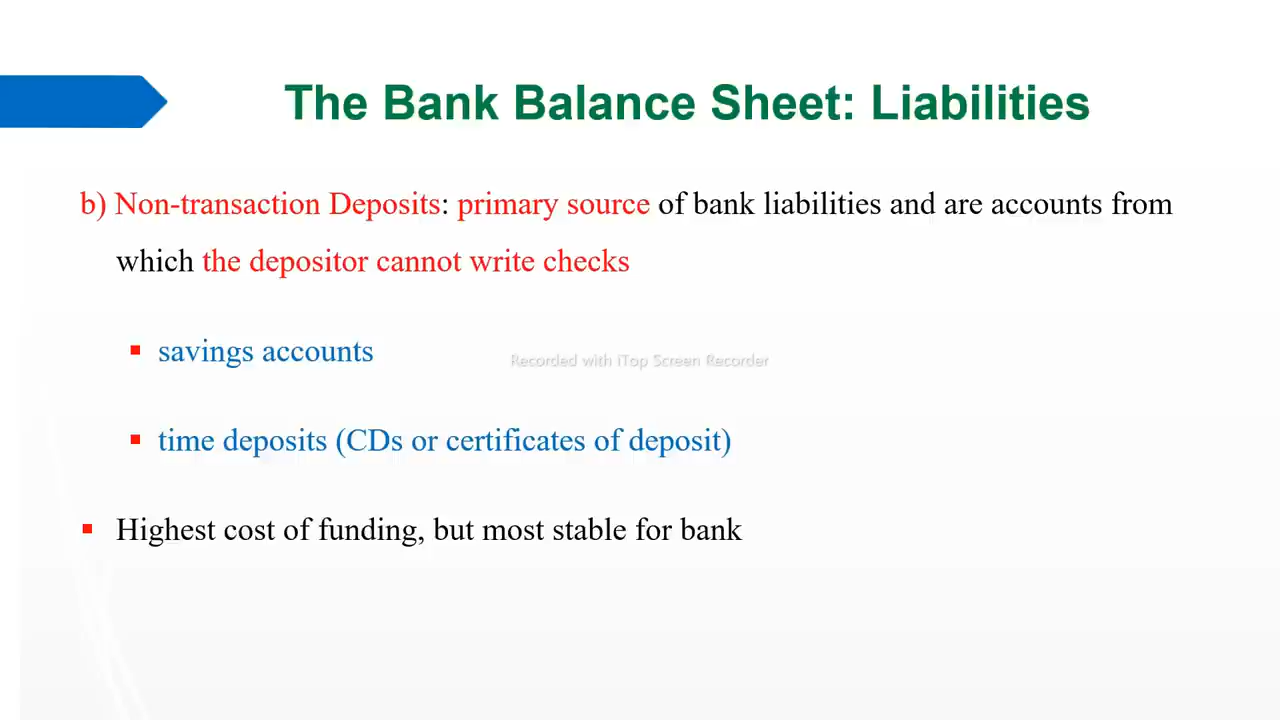 The Bank Balance Sheet: Liabilities
b) Non-transaction Deposits: primary source of bank liabilities and are accounts from
which the depositor cannot write checks
savings accounts
Recorded with iTop Screen Recorder
time deposits (CDs or certificates of deposit)
Highest cost of funding, but most stable for bank